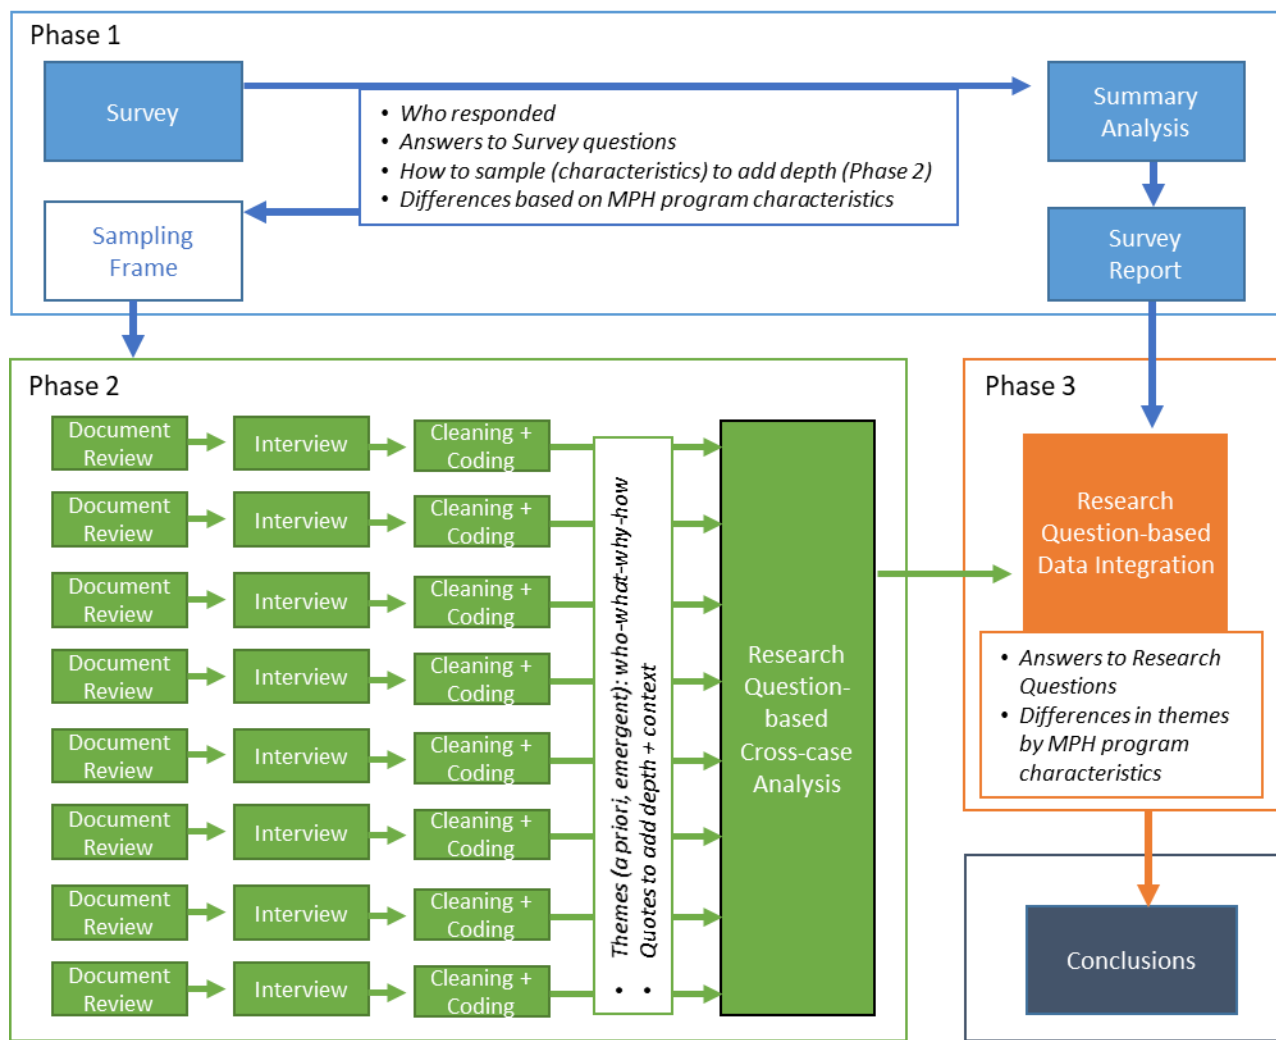 Phase 1
Survey
• Who responded
• Answers to Survey questions
• How to sample (characteristics) to add depth (Phase 2)
• Differences based on MPH program characteristics
Summary
Analysis
Sampling
Frame
Survey
Report
Phase 2
Document
Review
Interview
Cleaning +
Coding
Document
Review
Interview
Cleaning +
Coding
Document
Review
Interview
Cleaning +
Coding
Document
Review
Interview
Cleaning +
Coding
Document
Review
Interview
Cleaning +
Coding
Document
Review
Interview
Cleaning +
Coding
Document
Review
Interview
Cleaning +
Coding
Document
Review
Interview
Cleaning +
Coding
• Themes (a priori, emergent): who-what-why-how
• Quotes to add depth + context
Research
Question-
based
Cross-case
Analysis
Phase 3
Research
Question-based
Data Integration
• Answers to Research
Questions
• Differences in themes
by MPH program
characteristics
Conclusions